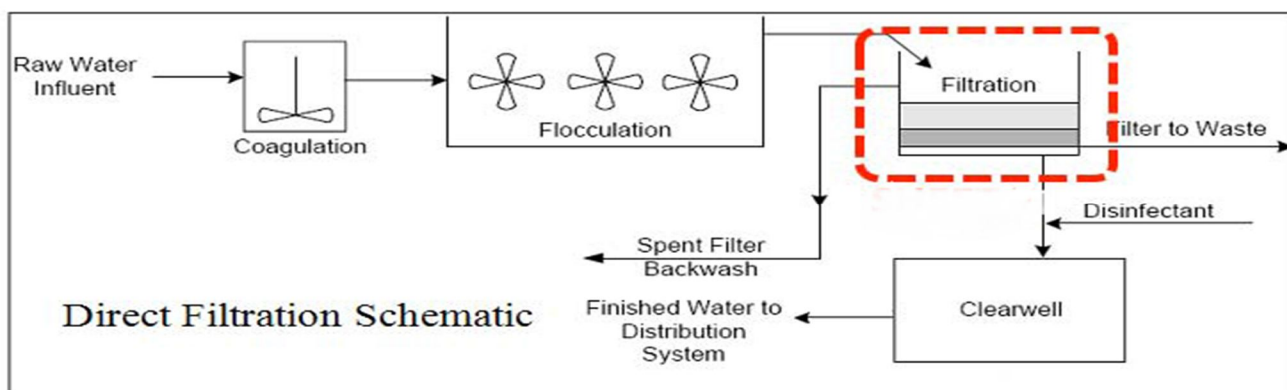 Raw Water
Influent
Coagulation
Flocculation
Filtration
Filter to Waste
Disinfectant
Spent Filter
Backwash
Clearwell
Finished Water to
Distribution
System
Direct Filtration Schematic